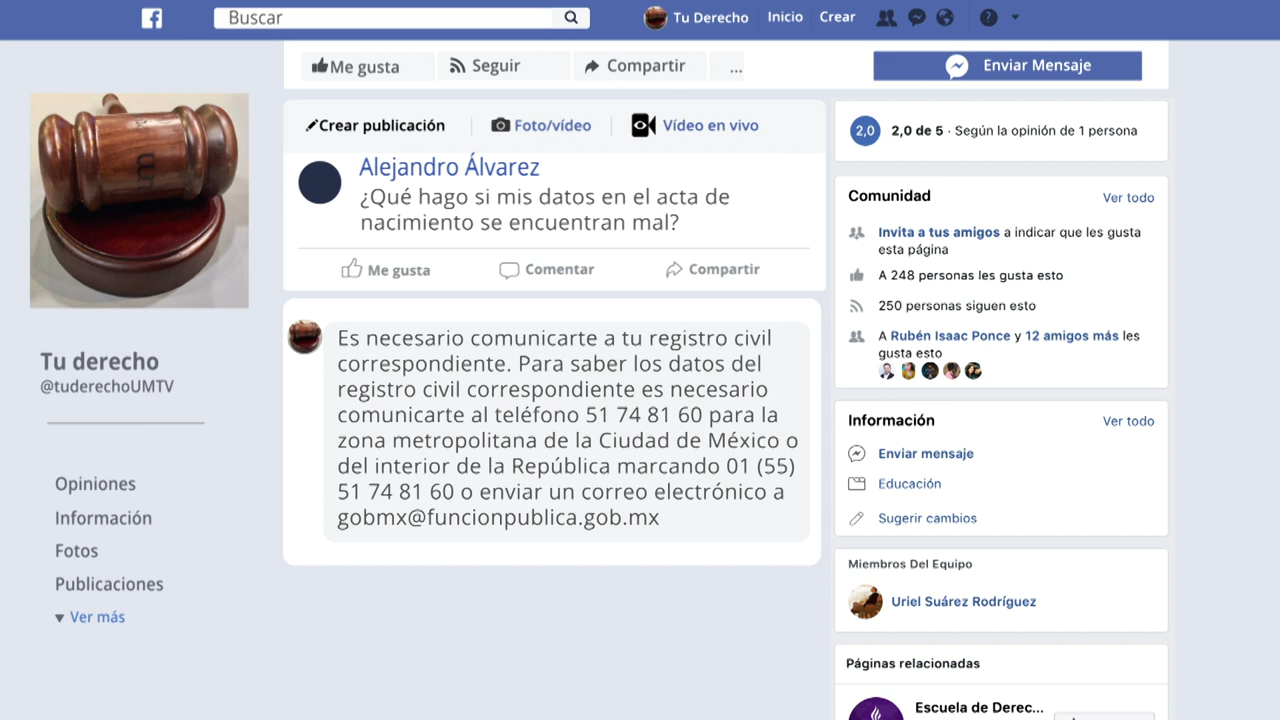 Buscar
Tu Derecho
Inicio
Crear
Me gusta
Seguir
Compartir
...
Enviar Mensaje
Tu derecho
@tuderechoUMTV
Opiniones
Información
Fotos
Publicaciones
Ver más
Crear publicación
Foto/vídeo
Vídeo en vivo
Alejandro Álvarez
¿Qué hago si mis datos en el acta de
nacimiento se encuentran mal?
Me gusta
Comentar
Compartir
Es necesario comunicarte a tu registro civil
correspondiente. Para saber los datos del
registro civil correspondiente es necesario
comunicarte al teléfono 51 74 81 60 para la
zona metropolitana de la Ciudad de México o
del interior de la República marcando 01 (55)
51 74 81 60 o enviar un correo electrónico a
gobmx@funcionpublica.gob.mx
2,0
2,0 de 5 · Según la opinión de 1 persona
Comunidad
Ver todo
Invita a tus amigos a indicar que les gusta
esta página
A 248 personas les gusta esto
250 personas siguen esto
A Rubén Isaac Ponce y 12 amigos más les
gusta esto
Información
Ver todo
Enviar mensaje
Educación
Sugerir cambios
Miembros Del Equipo
Uriel Suárez Rodríguez
Páginas relacionadas
Escuela de Derec...